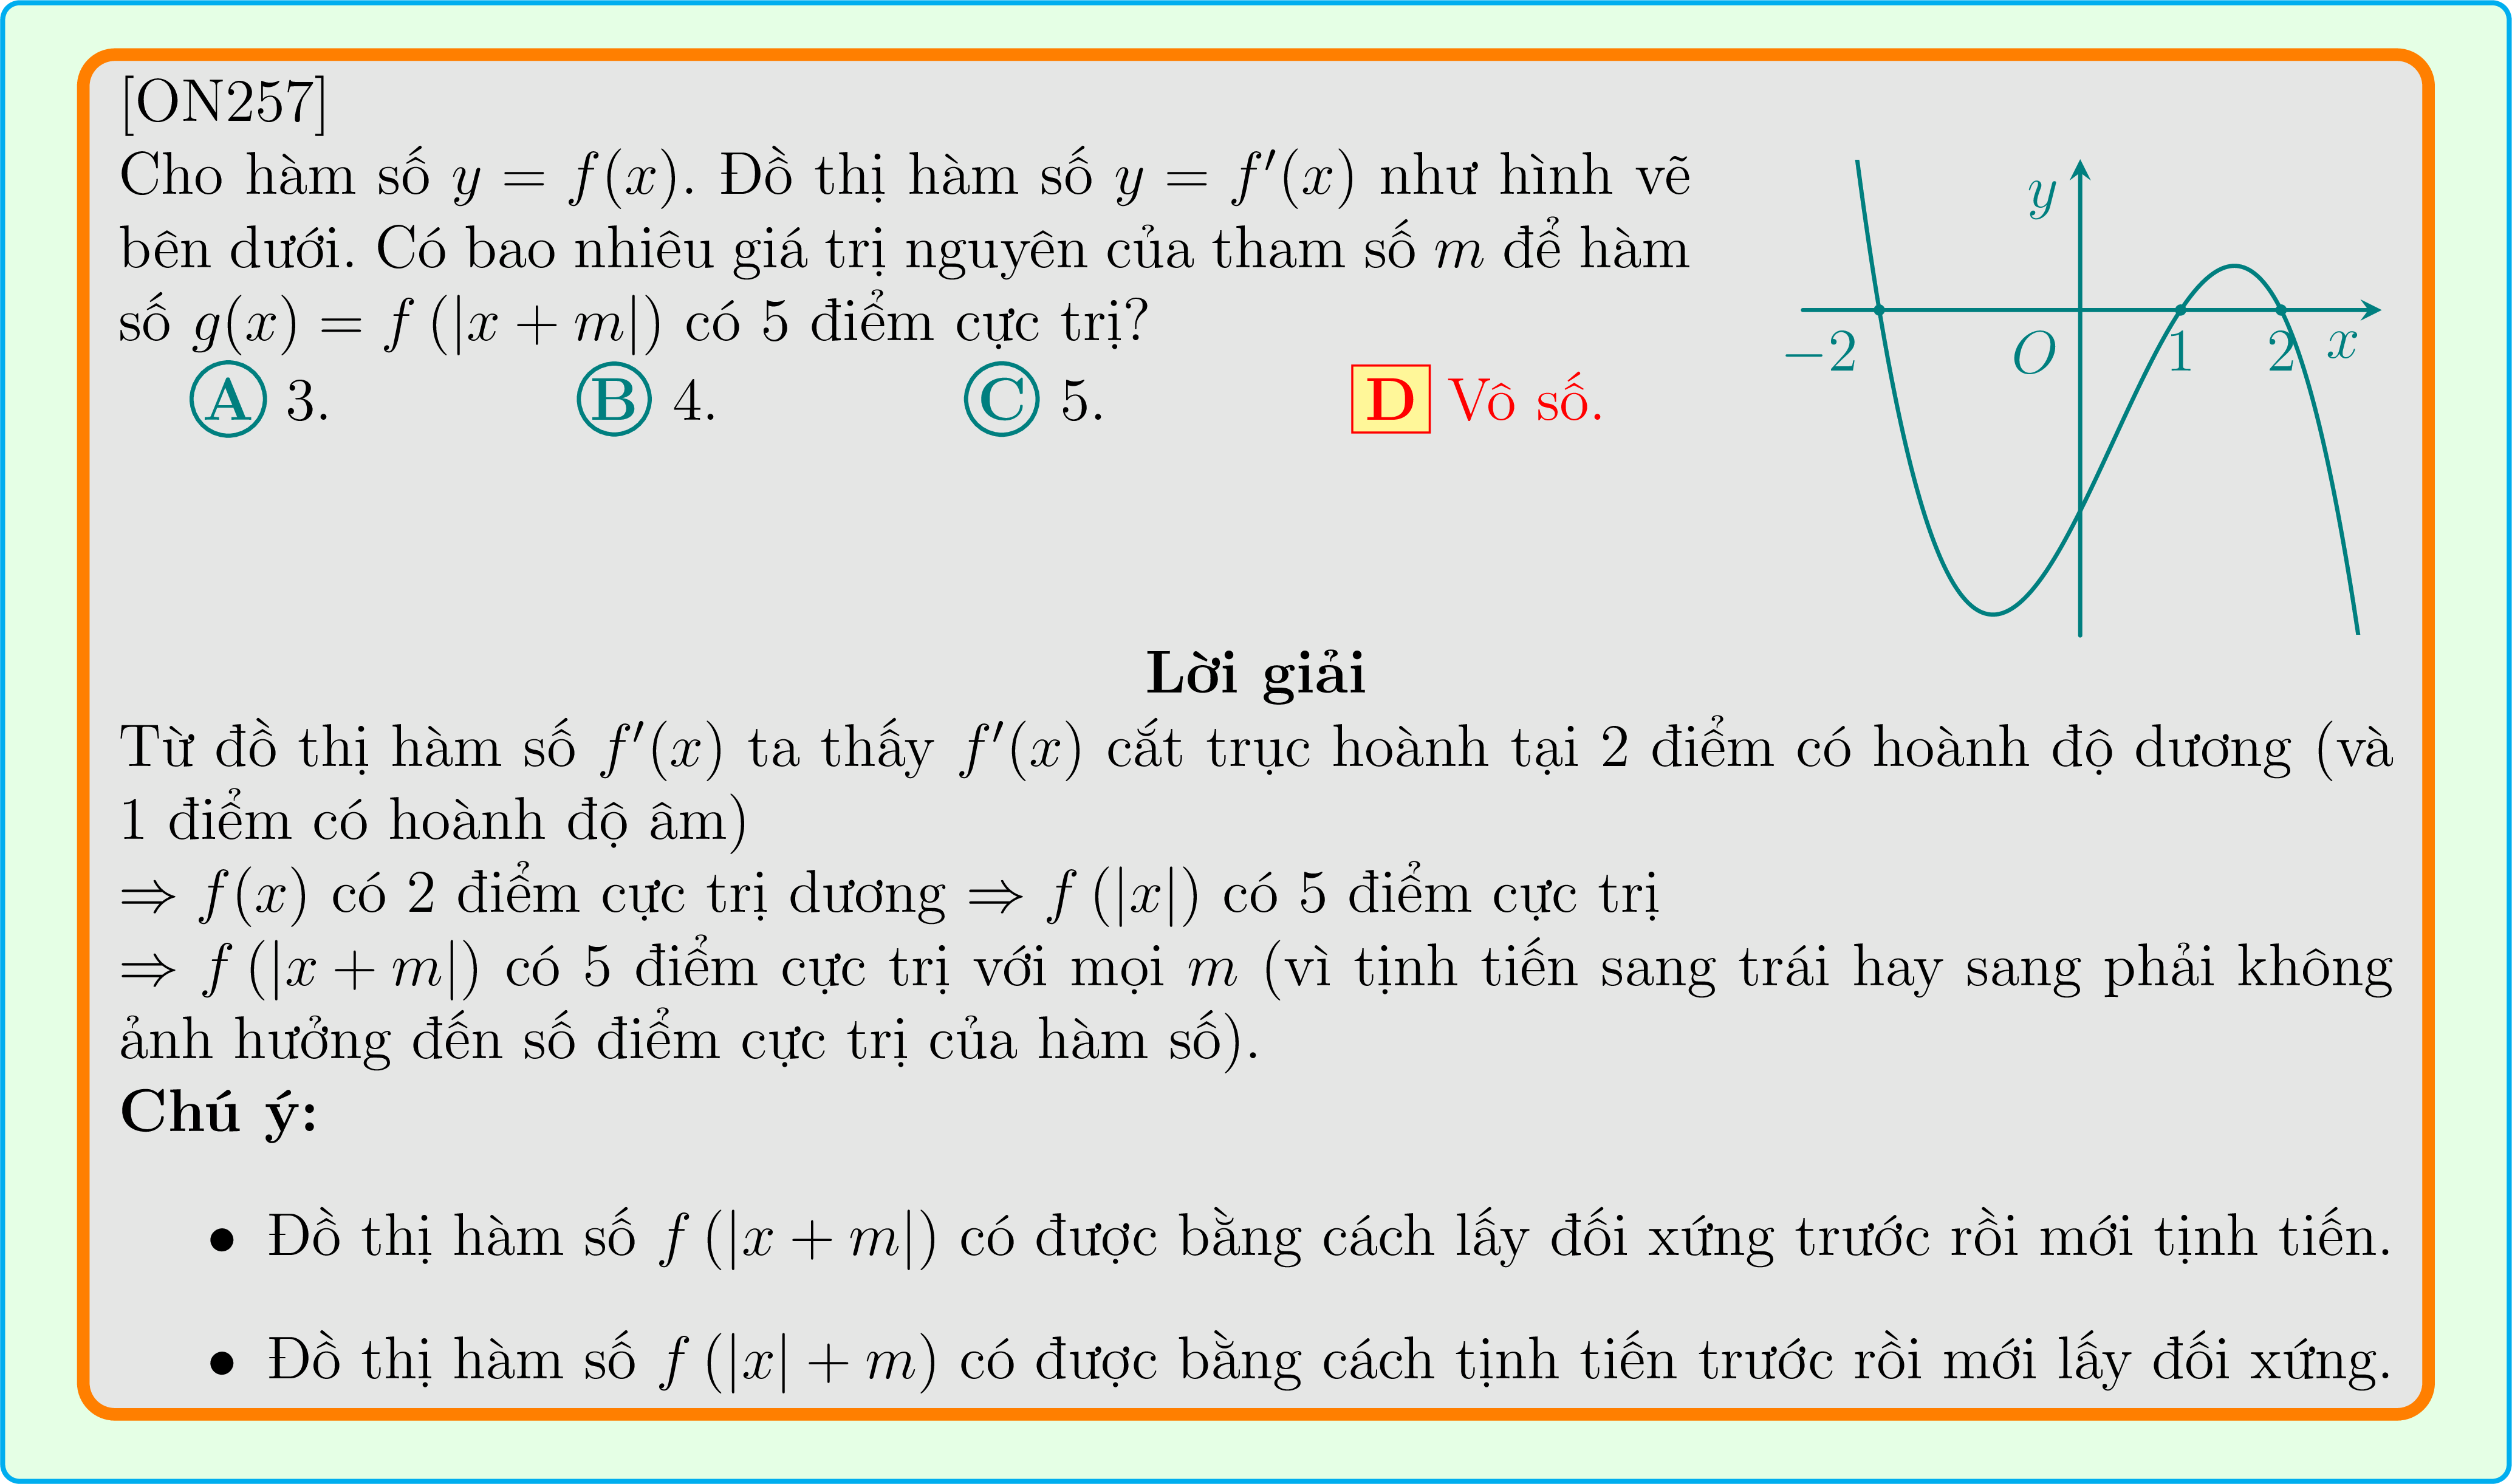 [ON257]
Cho hàm số y = f(x). Đồ thị hàm số y = f′(x) như hình vẽ
bên dưới. Có bao nhiêu giá trị nguyên của tham số m để hàm
số g(x) = f (|x + m|) có 5 điểm cực trị?
A 3. B 4. C 5. D Vô số.
y
−2 O 1 2 x
Lời giải
Từ đồ thị hàm số f′(x) ta thấy f′(x) cắt trục hoành tại 2 điểm có hoành độ dương (và
1 điểm có hoành độ âm)
⇒ f(x) có 2 điểm cực trị dương ⇒ f (|x|) có 5 điểm cực trị
⇒ f (|x + m|) có 5 điểm cực trị với mọi m (vì tịnh tiến sang trái hay sang phải không
ảnh hưởng đến số điểm cực trị của hàm số).
Chú ý:
• Đồ thị hàm số f (|x + m|) có được bằng cách lấy đối xứng trước rồi mới tịnh tiến.
• Đồ thị hàm số f (|x| + m) có được bằng cách tịnh tiến trước rồi mới lấy đối xứng.